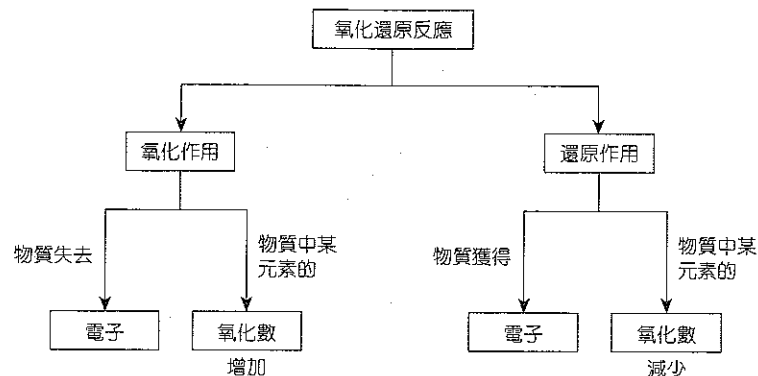 氧化還原反應
氧化作用
還原作用
物質失去
物質中某
元素的
物質獲得
物質中某
元素的
電子
氧化數
電子
氧化數
增加
減少